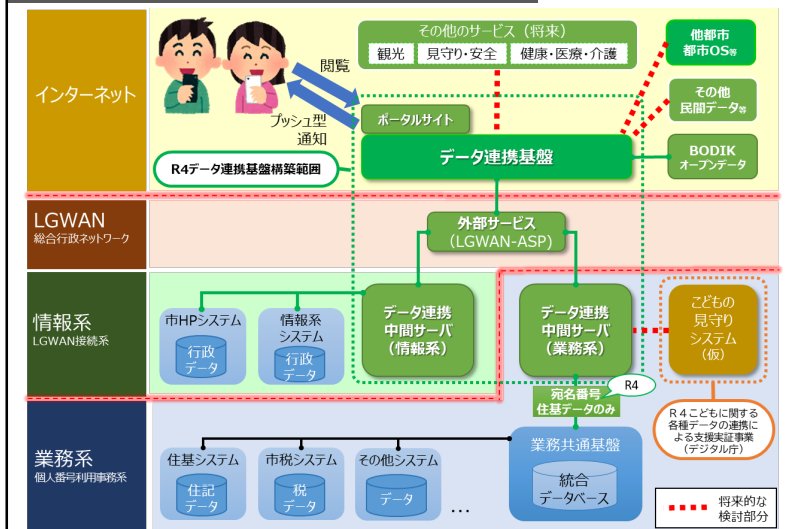 その他のサービス（将来）
観光
見守り・安全
健康・医療・介護
他都市
都市OS等
インターネット
閲覧
その他
民間データ等
プッシュ型
通知
ポータルサイト
データ連携基盤
BODIK
オープンデータ
R4データ連携基盤構築範囲
LGWAN
総合行政ネットワーク
外部サービス
（LGWAN-ASP）
情報系
LGWAN接続系
市HPシステム
行政
データ
情報系
システム
行政
データ
データ連携
中間サーバ
（情報系）
データ連携
中間サーバ
（業務系）
こどもの
見守り
システム
（仮）
R4
宛名番号
住基データのみ
Ｒ４こどもに関する
各種データの連携に
よる支援実証事業
（デジタル庁）
業務系
個人番号利用事務系
住基システム
住記
データ
市税システム
税
データ
その他システム
データ
…
業務共通基盤
統合
データベース
将来的な
検討部分